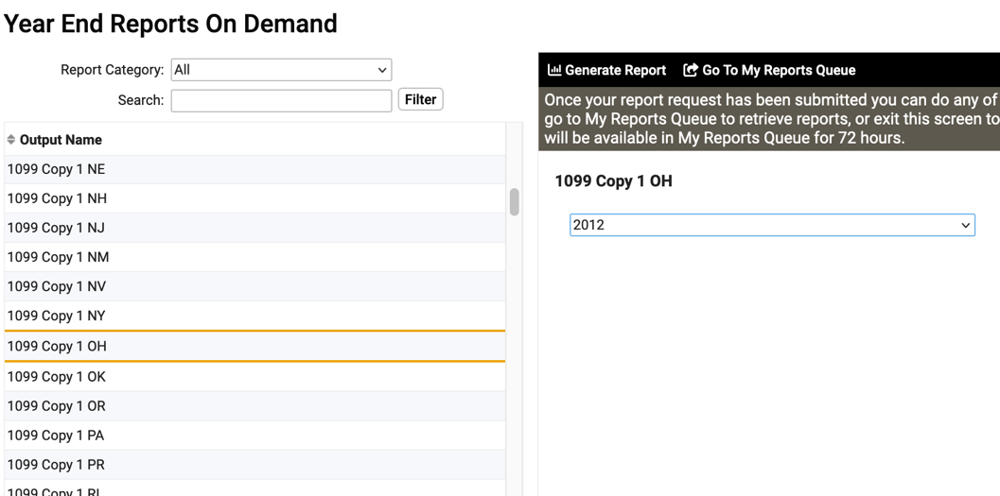 Year End Reports On Demand
Report Category: All
Search:
Filter
Output Name
1099 Copy 1 NE
1099 Copy 1 NH
1099 Copy 1 NJ
1099 Copy 1 NM
1099 Copy 1 NV
1099 Copy 1 NY
1099 Copy 1 OH
1099 Copy 1 OK
1099 Copy 1 OR
1099 Copy 1 PA
1099 Copy 1 PR
1099 Copy 1 RI
Generate Report Go To My Reports Queue
Once your report request has been submitted you can do any of
go to My Reports Queue to retrieve reports, or exit this screen to
will be available in My Reports Queue for 72 hours.
1099 Copy 1 OH
2012